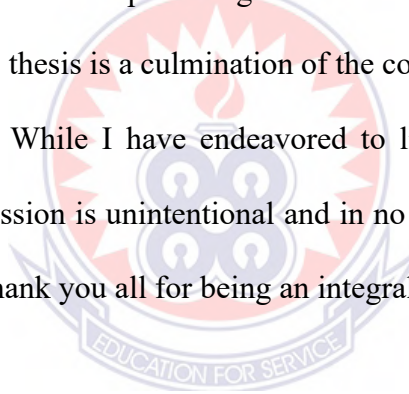 thesis is a culmination of the co
While I have endeavored to l
ssion is unintentional and in no
hank you all for being an integral
EDUCATION FOR SERVICE